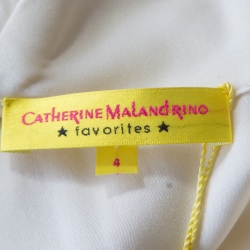 CATHERINE MALANDRINO
★ favorites ★
4